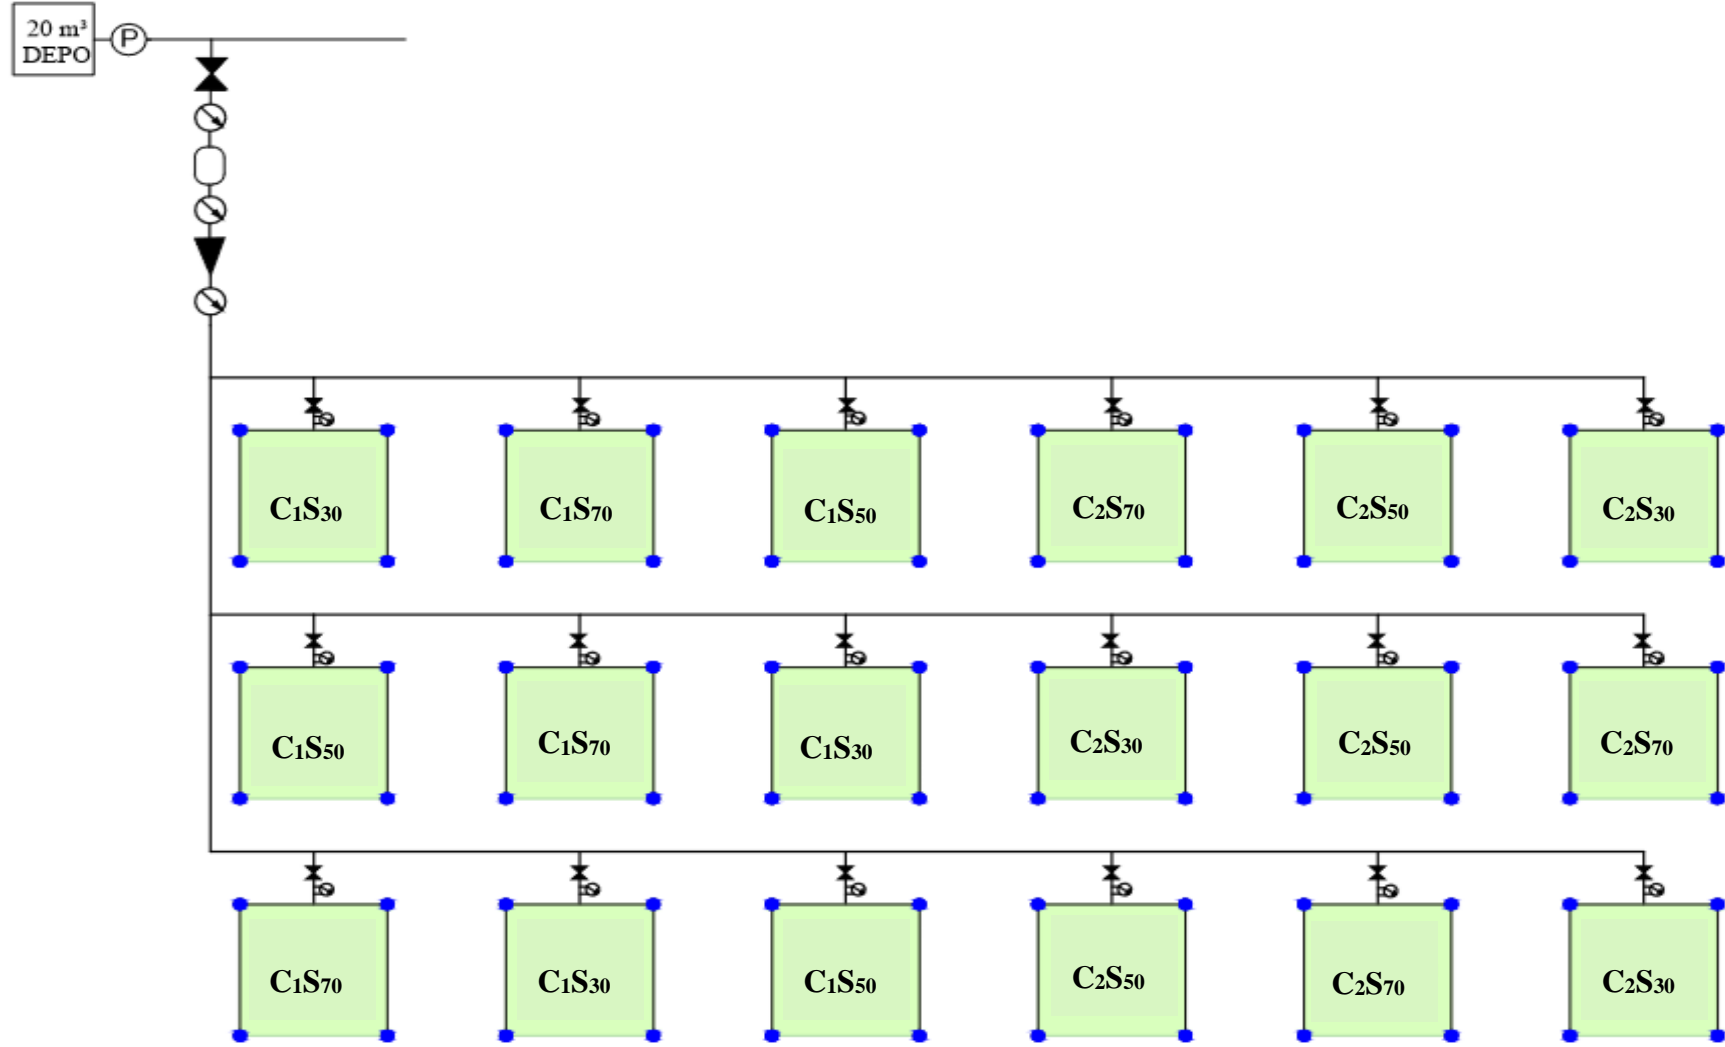 20 m³
DEPO
P
C₁S₃₀
C₁S₇₀
C₁S₅₀
C₂S₇₀
C₂S₅₀
C₂S₃₀
C₁S₅₀
C₁S₇₀
C₁S₃₀
C₂S₃₀
C₂S₅₀
C₂S₇₀
C₁S₇₀
C₁S₃₀
C₁S₅₀
C₂S₅₀
C₂S₇₀
C₂S₃₀